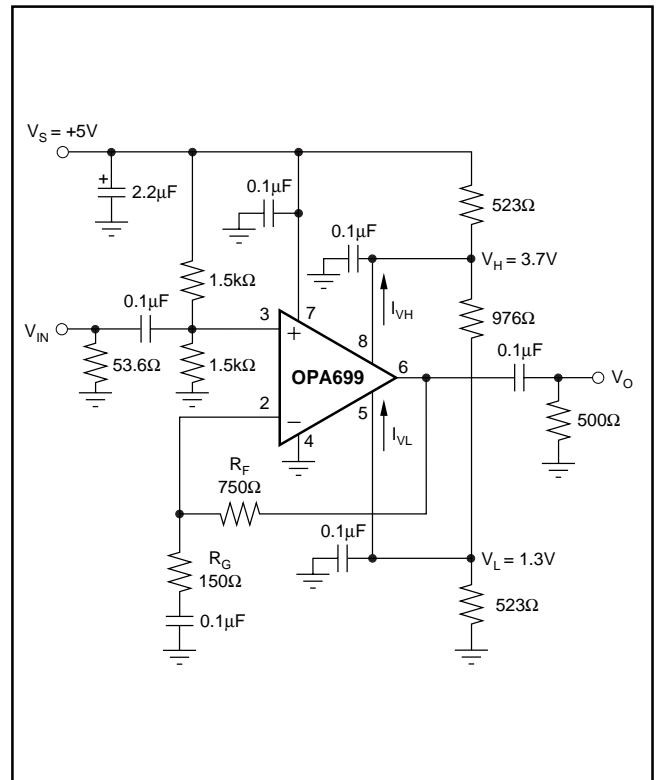 V_S = +5V
2.2µF
0.1µF
523Ω
0.1µF
V_H = 3.7V
1.5kΩ
0.1µF
7
I_VH
976Ω
V_IN
3
+
8
53.6Ω
1.5kΩ
OPA699
6
0.1µF
V_O
2
−
5
4
I_VL
500Ω
R_F
750Ω
0.1µF
V_L = 1.3V
R_G
150Ω
523Ω
0.1µF